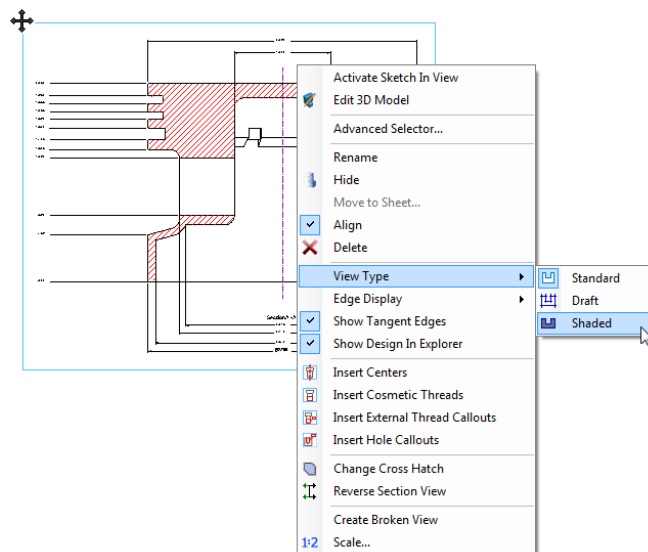 Activate Sketch In View
Edit 3D Model
Advanced Selector...
Rename
Hide
Move to Sheet...
Align
Delete
View Type
Edge Display
Show Tangent Edges
Show Design In Explorer
Insert Centers
Insert Cosmetic Threads
Insert External Thread Callouts
Insert Hole Callouts
Change Cross Hatch
Reverse Section View
Create Broken View
1:2 Scale...
Standard
Draft
Shaded